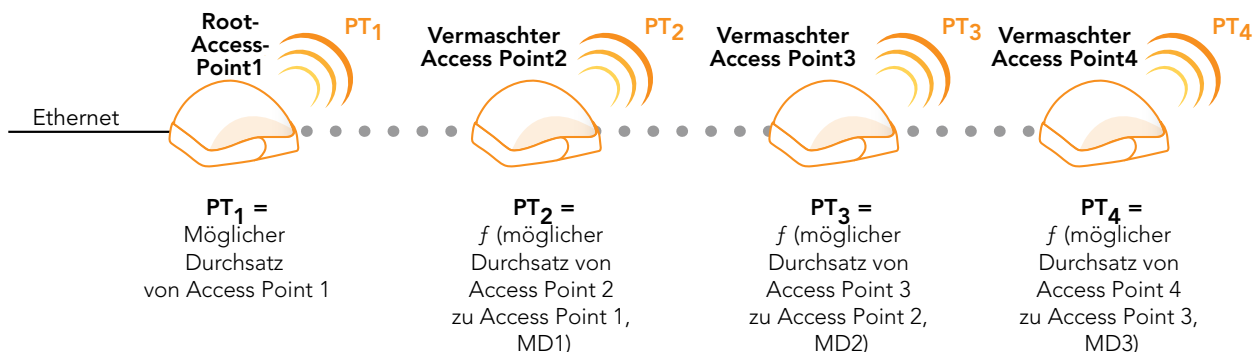 Root-
Access-
Point1
PT1
Vermaschter
Access Point2
PT2
Vermaschter
Access Point3
PT3
Vermaschter
Access Point4
PT4
Ethernet
PT1 =
Möglicher
Durchsatz
von Access Point 1
PT2 =
ƒ (möglicher
Durchsatz von
Access Point 2
zu Access Point 1,
MD1)
PT3 =
ƒ (möglicher
Durchsatz von
Access Point 3
zu Access Point 2,
MD2)
PT4 =
ƒ (möglicher
Durchsatz von
Access Point 4
zu Access Point 3,
MD3)